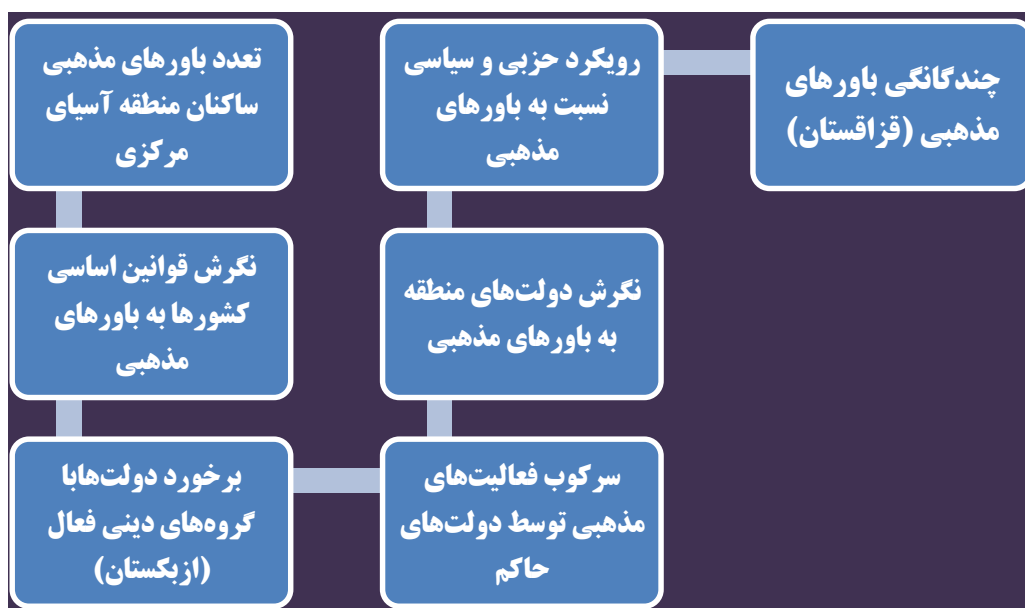 تعدد باورهای مذهبی
ساکنان منطقه آسیای
مرکزی
نگرش قوانین اساسی
کشورها به باورهای
مذهبی
برخورد دولت‌هابا
گروه‌های دینی فعال
(ازبکستان)
سرکوب فعالیت‌های
مذهبی توسط دولت‌های
حاکم
نگرش دولت‌های منطقه
به باورهای مذهبی
رویکرد حزبی و سیاسی
نسبت به باورهای
مذهبی
چندگانگی باورهای
مذهبی (قزاقستان)